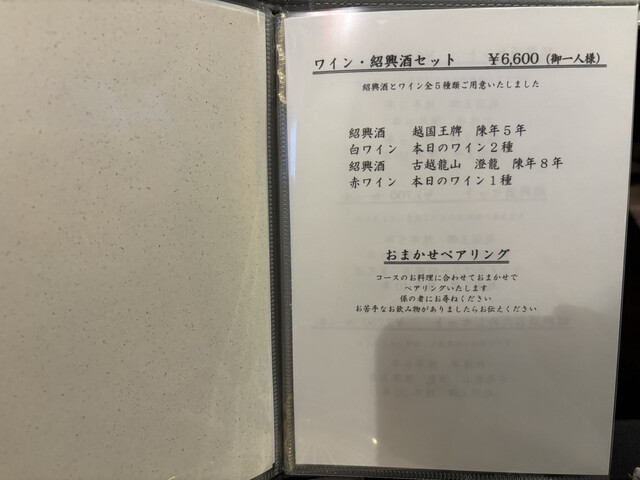 ワイン・紹興酒セット　￥6,600（御一人様）
紹興酒とワイン全５種類ご用意いたしました
紹興酒　越国王牌　陳年５年
白ワイン　本日のワイン２種
紹興酒　古越龍山　澄龍　陳年８年
赤ワイン　本日のワイン１種
おまかせペアリング
コースのお料理に合わせておまかせで
ペアリングいたします
係の者にお尋ねください
お苦手なお飲み物がありましたらお伝えください